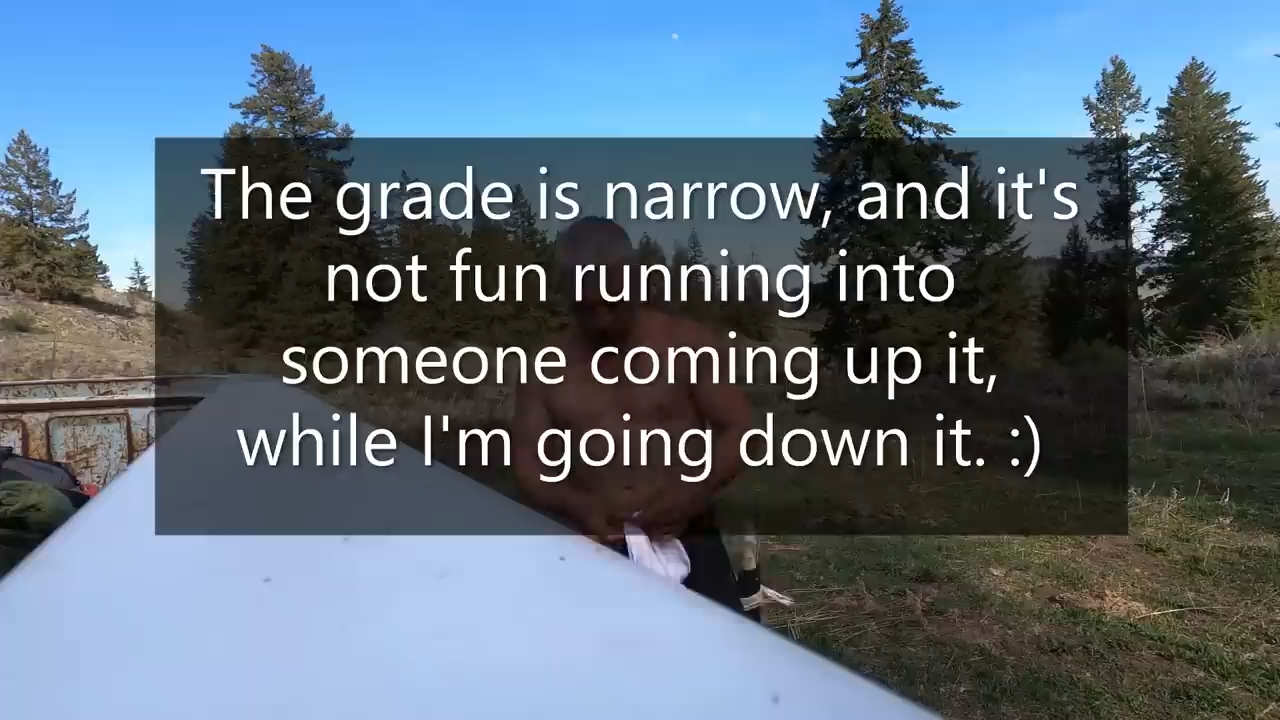 The grade is narrow, and it's
not fun running into
someone coming up it,
while I'm going down it. :)